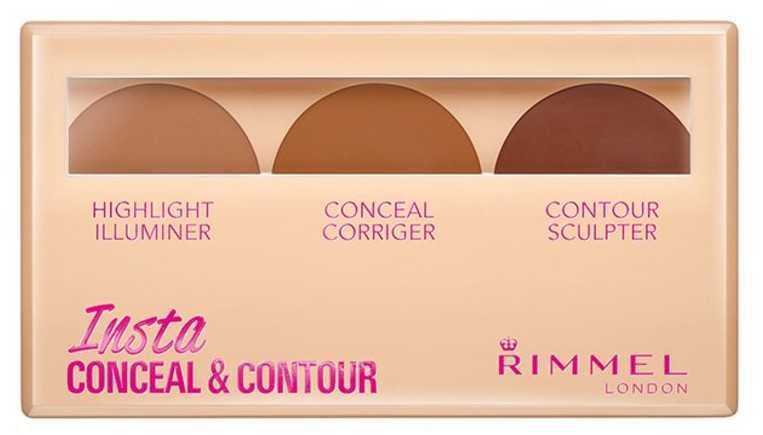 HIGHLIGHT
ILLUMINER
CONCEAL
CORRIGER
CONTOUR
SCULPTER
Insta
CONCEAL & CONTOUR
RIMMEL
LONDON